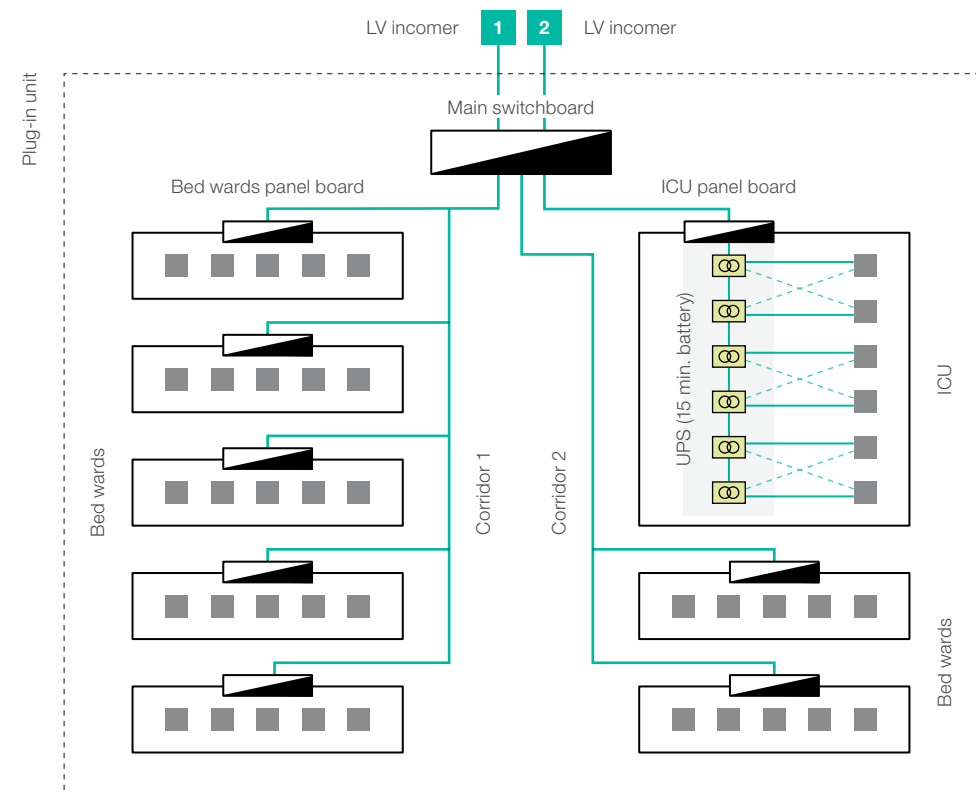 LV incomer
1
2
LV incomer
Plug-in unit
Main switchboard
Bed wards panel board
ICU panel board
UPS (15 min. battery)
ICU
Bed wards
Corridor 1
Corridor 2
Bed wards